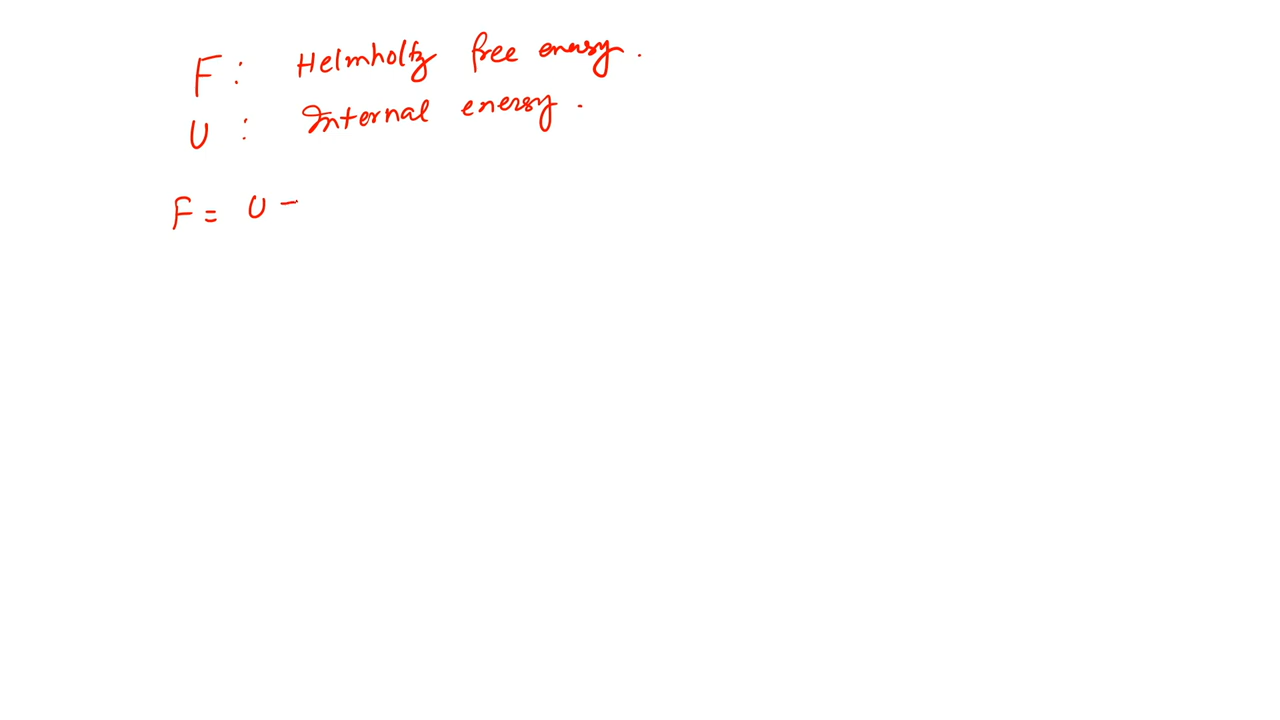 F : Helmholtz free energy.
U : Internal energy.
F = U -